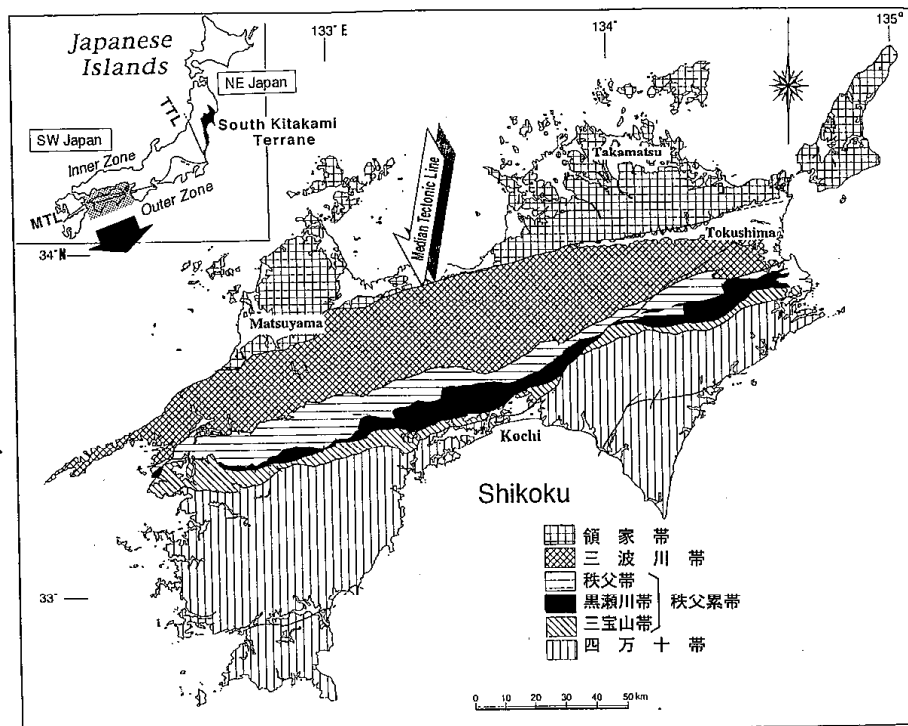 133° E
134°
135°
Japanese
Islands
NE Japan
TTL
South Kitakami
Terrane
SW Japan
Inner Zone
MTL
Outer Zone
34° N
Median Tectonic Line
Takamatsu
Tokushima
Matsuyama
Kochi
Shikoku
33°
領家帯
三波川帯
秩父帯
黒瀬川帯
秩父累帯
三宝山帯
四万十帯
0 10 20 30 40 50 km